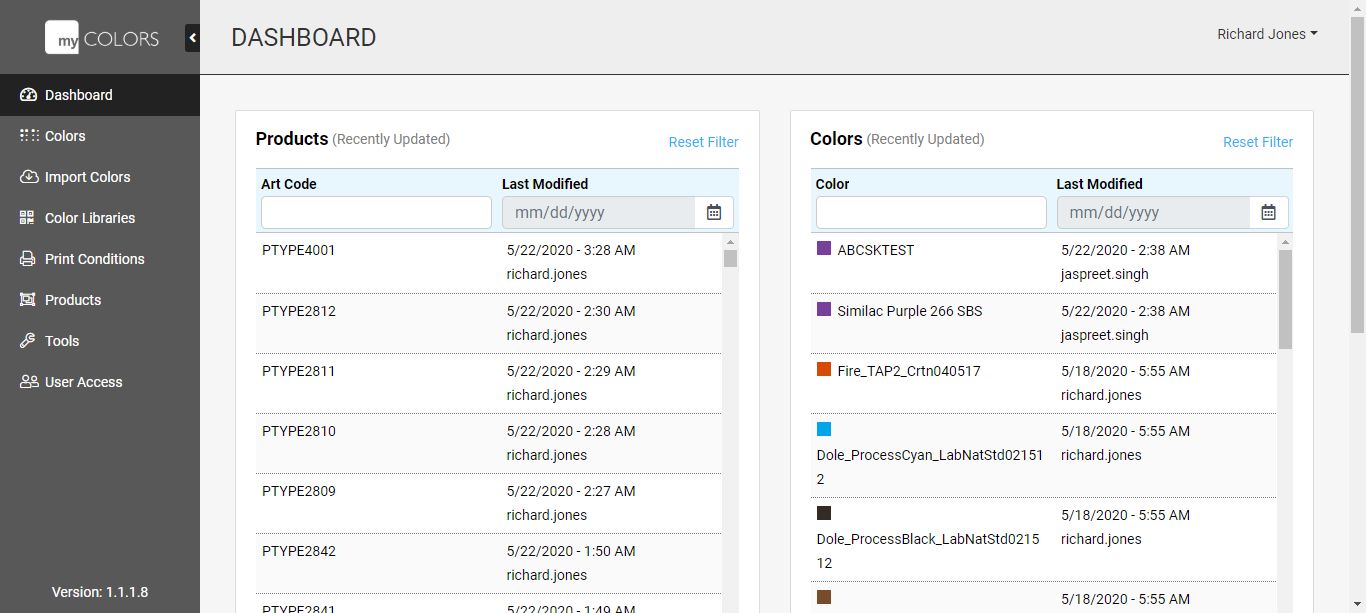 my COLORS
DASHBOARD
Richard Jones
Dashboard
Colors
Import Colors
Color Libraries
Print Conditions
Products
Tools
User Access
Version: 1.1.1.8
Products (Recently Updated)
Reset Filter
Art Code Last Modified
mm/dd/yyyy
PTYPE4001 5/22/2020 - 3:28 AM
richard.jones
PTYPE2812 5/22/2020 - 2:30 AM
richard.jones
PTYPE2811 5/22/2020 - 2:29 AM
richard.jones
PTYPE2810 5/22/2020 - 2:28 AM
richard.jones
PTYPE2809 5/22/2020 - 2:27 AM
richard.jones
PTYPE2842 5/22/2020 - 1:50 AM
richard.jones
PTYPE2841 5/22/2020 - 1:49 AM
Colors (Recently Updated)
Reset Filter
Color Last Modified
mm/dd/yyyy
ABCSKTEST 5/22/2020 - 2:38 AM
jaspreet.singh
Similac Purple 266 SBS 5/22/2020 - 2:38 AM
jaspreet.singh
Fire_TAP2_Crtn040517 5/18/2020 - 5:55 AM
richard.jones
5/18/2020 - 5:55 AM
Dole_ProcessCyan_LabNatStd02151 richard.jones
2
5/18/2020 - 5:55 AM
Dole_ProcessBlack_LabNatStd0215 richard.jones
12
5/18/2020 - 5:55 AM